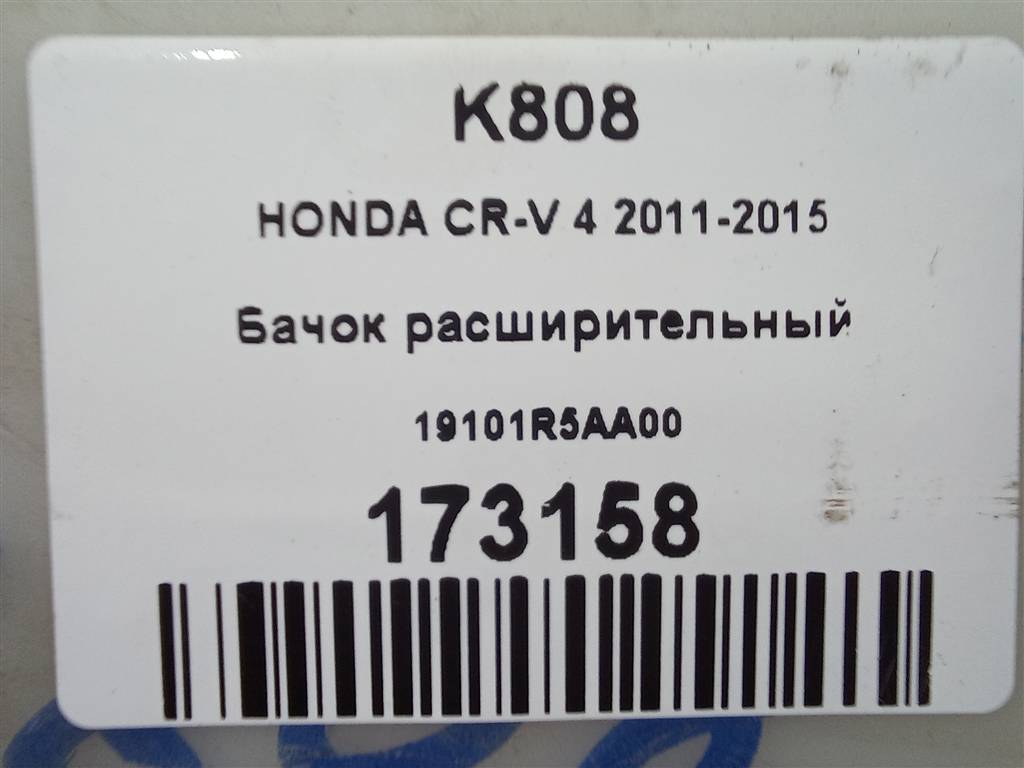 K808
HONDA CR-V 4 2011-2015
Бачок расширительный
19101R5AA00
173158